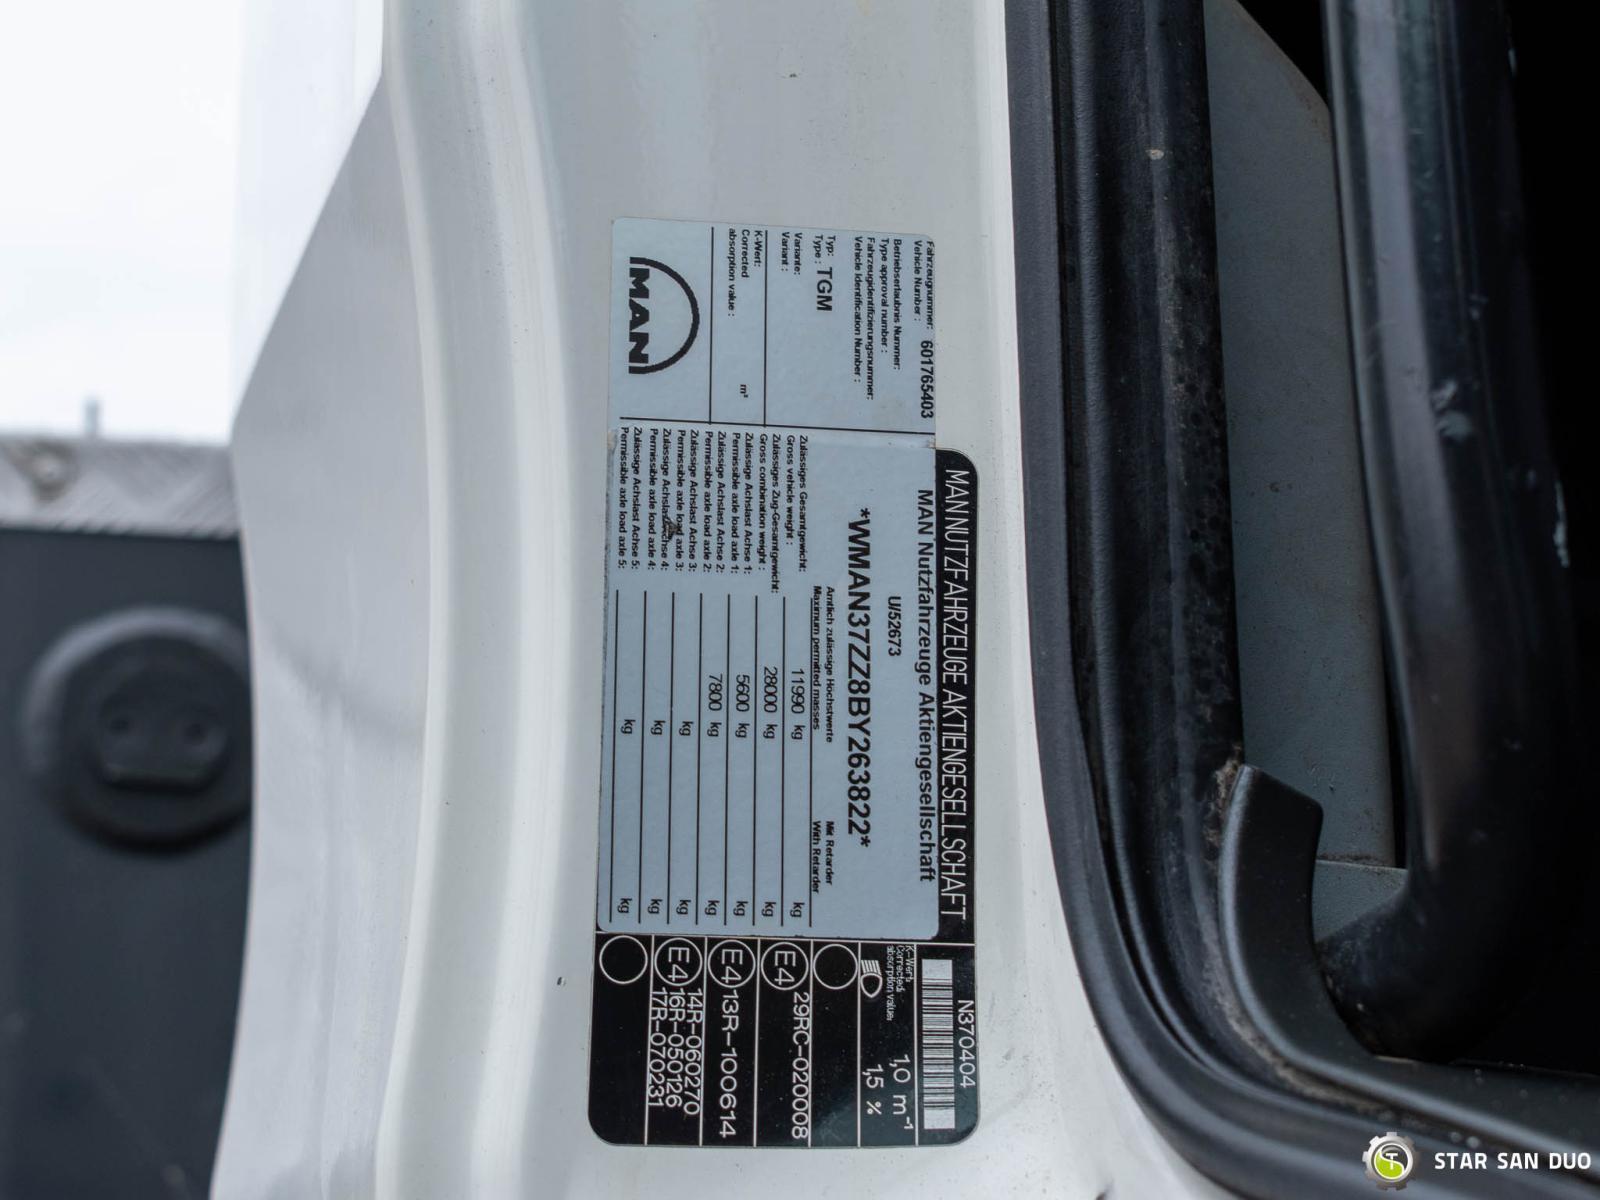 MAN NUTZFAHRZEUGE AKTIENGESELLSCHAFT
Fahrzeugnummer: 601765403
Vehicle Number :
MAN Nutzfahrzeuge Aktiengesellschaft
Betriebserlaubnis Nummer:
Type approval number :
U/52673
Fahrzeugidentifizierungsnummer:
Vehicle Identification Number :
*WMAN37ZZ8BY263822*
Typ: TGM
Type :
Variante:
Variant :
K-Wert:
Corrected m³
absorption value :
MAN
Amtlich zulässige Höchstwerte Mit Retarder
Maximum permitted masses With Retarder
Zulässiges Gesamtgewicht:
Gross vehicle weight : 11990 kg kg
Zulässiges Zug-Gesamtgewicht:
Gross combination weight : 28000 kg kg
Zulässige Achslast Achse 1:
Permissible axle load axle 1: 5600 kg kg
Zulässige Achslast Achse 2:
Permissible axle load axle 2: 7800 kg kg
Zulässige Achslast Achse 3:
Permissible axle load axle 3: kg kg
Zulässige Achslast Achse 4:
Permissible axle load axle 4: kg kg
Zulässige Achslast Achse 5:
Permissible axle load axle 5: kg kg
N370404
K-Wert:
Corrected
absorption value: 1,0 m⁻¹
1,5 %
E4 29RC-020008
E4 13R-100614
E4 14R-060270
16R-050126
17R-070231
STAR SAN DUO